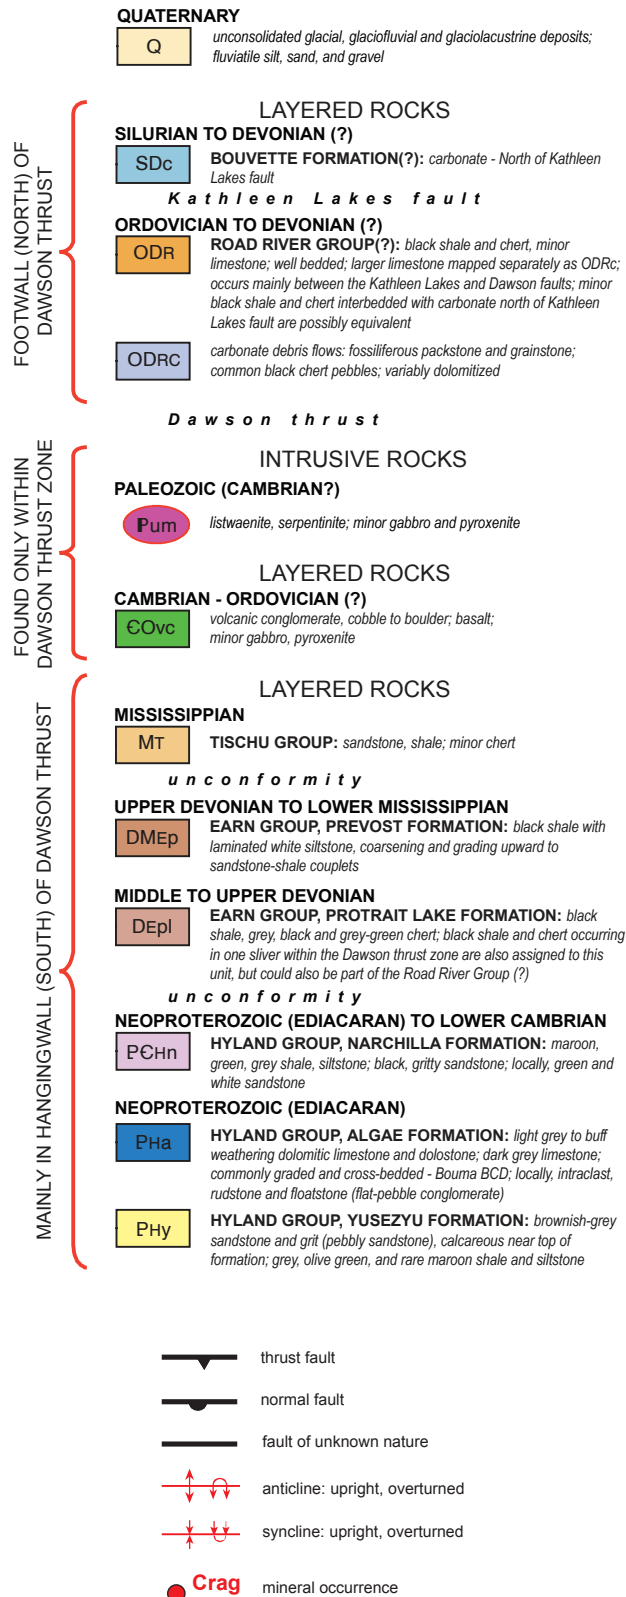 QUATERNARY
Q
unconsolidated glacial, glaciofluvial and glaciolacustrine deposits;
fluviatile silt, sand, and gravel
FOOTWALL (NORTH) OF
DAWSON THRUST
LAYERED ROCKS
SILURIAN TO DEVONIAN (?)
SDc
BOUVETTE FORMATION(?): carbonate - North of Kathleen
Lakes fault
Kathleen Lakes fault
ORDOVICIAN TO DEVONIAN (?)
ODR
ROAD RIVER GROUP(?): black shale and chert, minor
limestone; well bedded; larger limestone mapped separately as ODRc;
occurs mainly between the Kathleen Lakes and Dawson faults; minor
black shale and chert interbedded with carbonate north of Kathleen
Lakes fault are possibly equivalent
ODRC
carbonate debris flows: fossiliferous packstone and grainstone;
common black chert pebbles; variably dolomitized
Dawson thrust
FOUND ONLY WITHIN
DAWSON THRUST ZONE
INTRUSIVE ROCKS
PALEOZOIC (CAMBRIAN?)
Pum
listwaenite, serpentinite; minor gabbro and pyroxenite
LAYERED ROCKS
CAMBRIAN - ORDOVICIAN (?)
ЄOvc
volcanic conglomerate, cobble to boulder; basalt;
minor gabbro, pyroxenite
MAINLY IN HANGINGWALL (SOUTH) OF DAWSON THRUST
LAYERED ROCKS
MISSISSIPPIAN
MT
TISCHU GROUP: sandstone, shale; minor chert
unconformity
UPPER DEVONIAN TO LOWER MISSISSIPPIAN
DMEp
EARN GROUP, PREVOST FORMATION: black shale with
laminated white siltstone, coarsening and grading upward to
sandstone-shale couplets
MIDDLE TO UPPER DEVONIAN
DEpl
EARN GROUP, PROTRAIT LAKE FORMATION: black
shale, grey, black and grey-green chert; black shale and chert occurring
in one sliver within the Dawson thrust zone are also assigned to this
unit, but could also be part of the Road River Group (?)
unconformity
NEOPROTEROZOIC (EDIACARAN) TO LOWER CAMBRIAN
PЄHn
HYLAND GROUP, NARCHILLA FORMATION: maroon,
green, grey shale, siltstone; black, gritty sandstone; locally, green and
white sandstone
NEOPROTEROZOIC (EDIACARAN)
PHa
HYLAND GROUP, ALGAE FORMATION: light grey to buff
weathering dolomitic limestone and dolostone; dark grey limestone;
commonly graded and cross-bedded - Bouma BCD; locally, intraclast,
rudstone and floatstone (flat-pebble conglomerate)
PHy
HYLAND GROUP, YUSEZYU FORMATION: brownish-grey
sandstone and grit (pebbly sandstone), calcareous near top of
formation; grey, olive green, and rare maroon shale and siltstone
thrust fault
normal fault
fault of unknown nature
anticline: upright, overturned
syncline: upright, overturned
Crag mineral occurrence